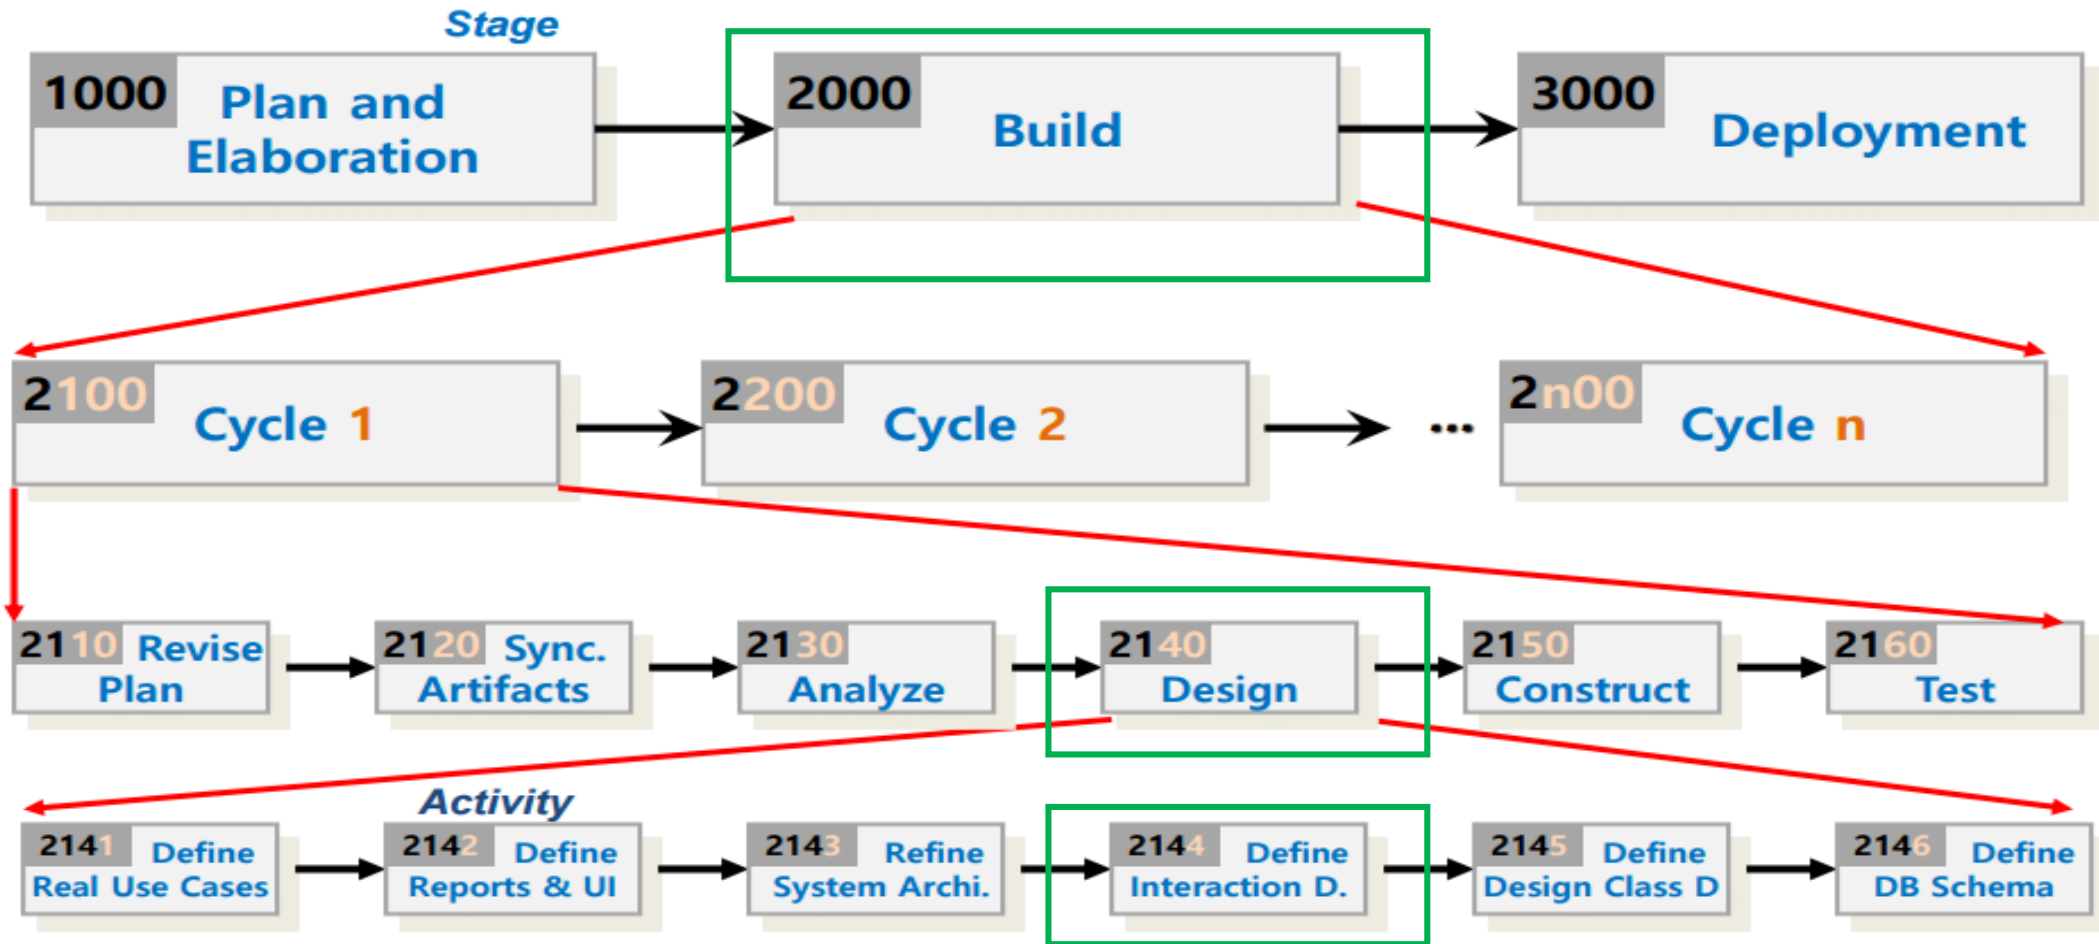 Stage
1000 Plan and
Elaboration
2000
Build
3000
Deployment
2100
Cycle 1
2200
Cycle 2
...
2n00
Cycle n
2110 Revise
Plan
2120 Sync.
Artifacts
2130
Analyze
2140
Design
2150
Construct
2160
Test
Activity
2141 Define
Real Use Cases
2142 Define
Reports & UI
2143 Refine
System Archi.
2144 Define
Interaction D.
2145 Define
Design Class D
2146 Define
DB Schema